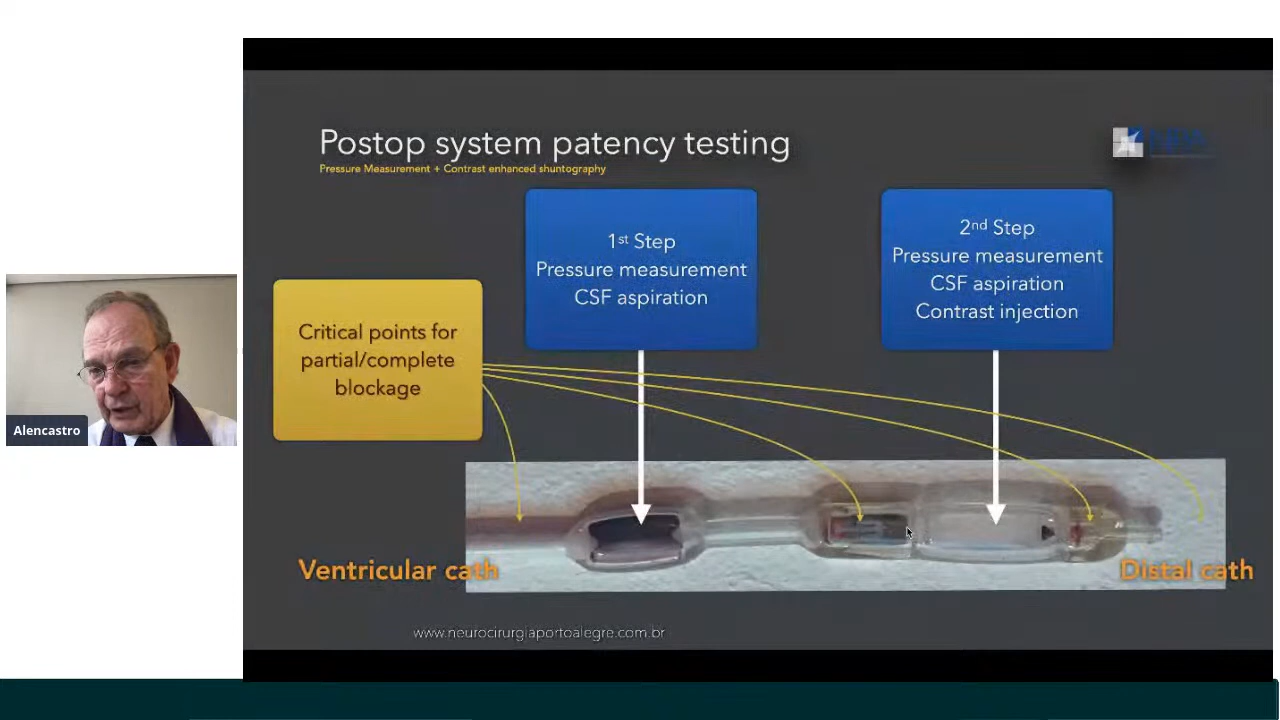 Postop system patency testing
Pressure Measurement + Contrast enhanced shuntography
1st Step
Pressure measurement
CSF aspiration
2nd Step
Pressure measurement
CSF aspiration
Contrast injection
Critical points for
partial/complete
blockage
Alencastro
Ventricular cath
Distal cath
www.neurocirurgiaportoalegre.com.br